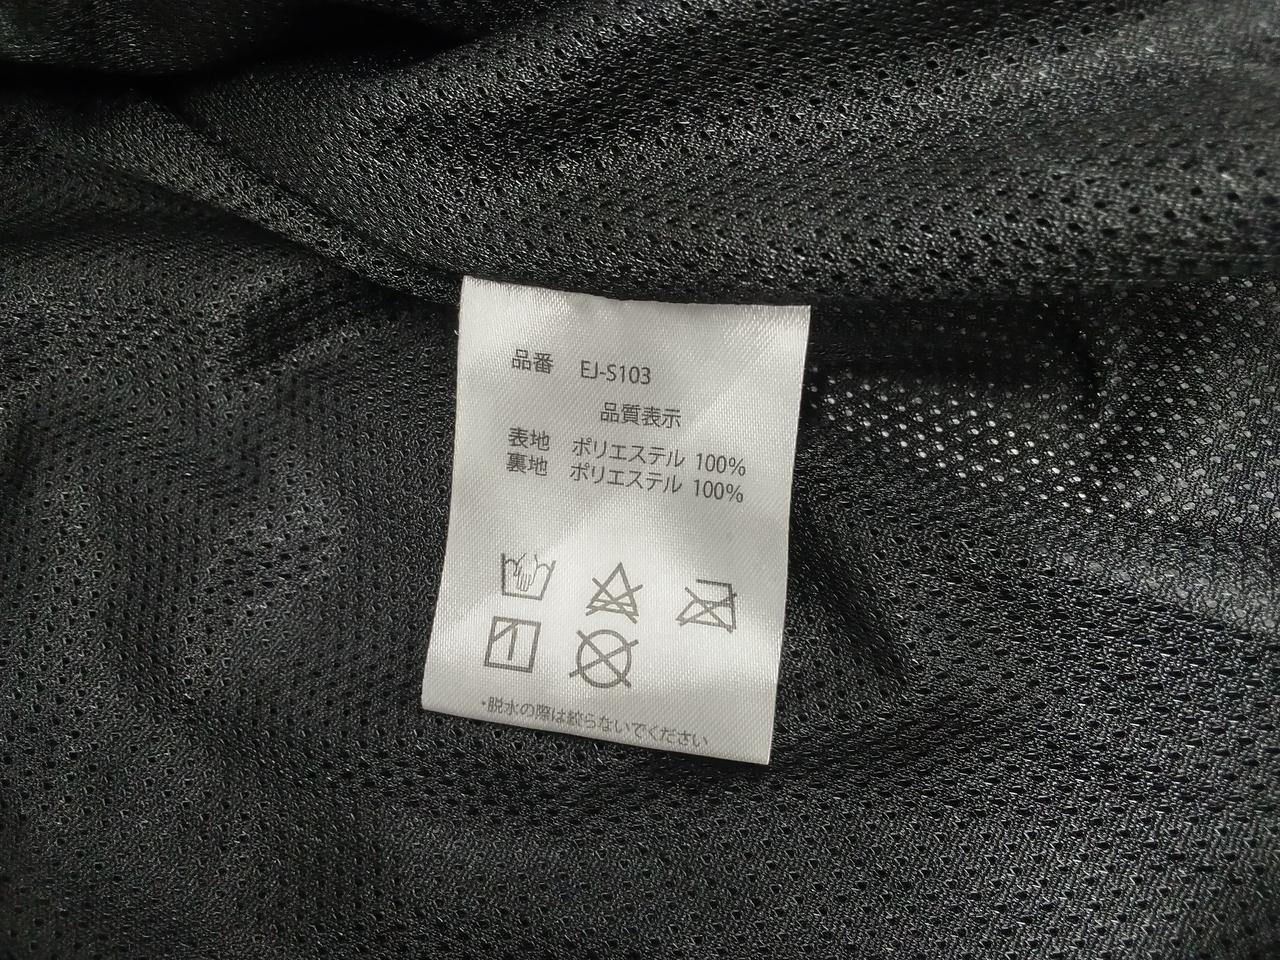 品番 EJ-S103
品質表示
表地 ポリエステル 100%
裏地 ポリエステル 100%
・脱水の際は絞らないでください